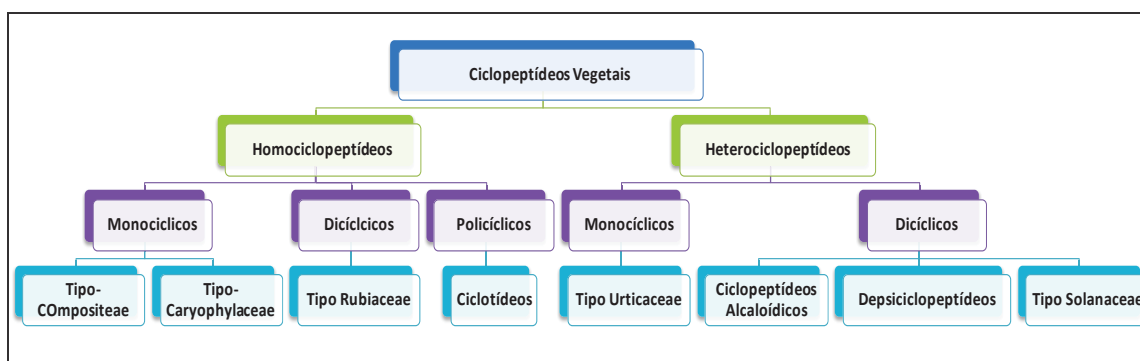 Ciclopeptídeos Vegetais
Homociclopeptídeos
Heterociclopeptídeos
Monociclicos
Dicíclcicos
Policíclicos
Monocíclicos
Dicíclicos
Tipo-
COmpositeae
Tipo-
Caryophylaceae
Tipo Rubiaceae
Ciclotídeos
Tipo Urticaceae
Ciclopeptídeos
Alcaloídicos
Depsiciclopeptídeos
Tipo Solanaceae